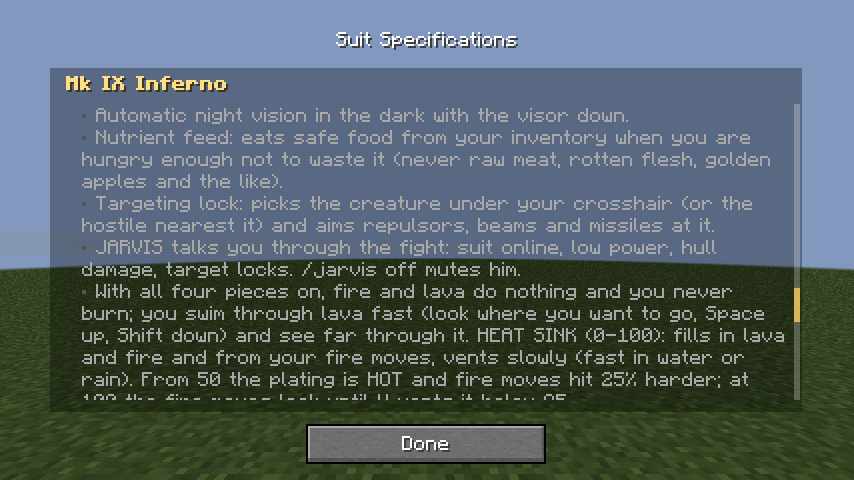 Suit Specifications
Mk IX Inferno
• Automatic night vision in the dark with the visor down.
• Nutrient feed: eats safe food from your inventory when you are
hungry enough not to waste it (never raw meat, rotten flesh, golden
apples and the like).
• Targeting lock: picks the creature under your crosshair (or the
hostile nearest it) and aims repulsors, beams and missiles at it.
• JARVIS talks you through the fight: suit online, low power, hull
damage, target locks. /jarvis off mutes him.
• With all four pieces on, fire and lava do nothing and you never
burn; you swim through lava fast (look where you want to go, Space
up, Shift down) and see far through it. HEAT SINK (0-100): fills in lava
and fire and from your fire moves, vents slowly (fast in water or
rain). From 50 the plating is HOT and fire moves hit 25% harder; at
100 the fire moves lock until
Done